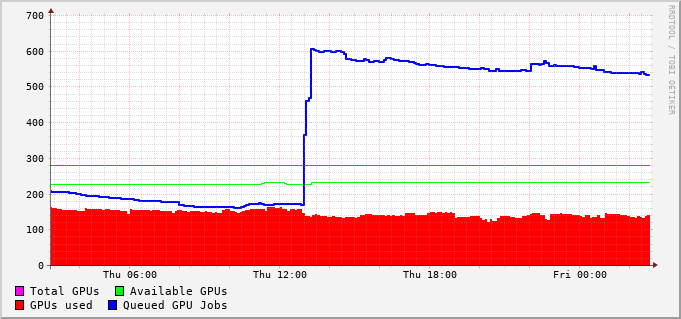 700
600
500
400
300
200
100
0
Thu 06:00 Thu 12:00 Thu 18:00 Fri 00:00
Total GPUs Available GPUs
GPUs used Queued GPU Jobs
RRDTOOL / TOBI OETIKER